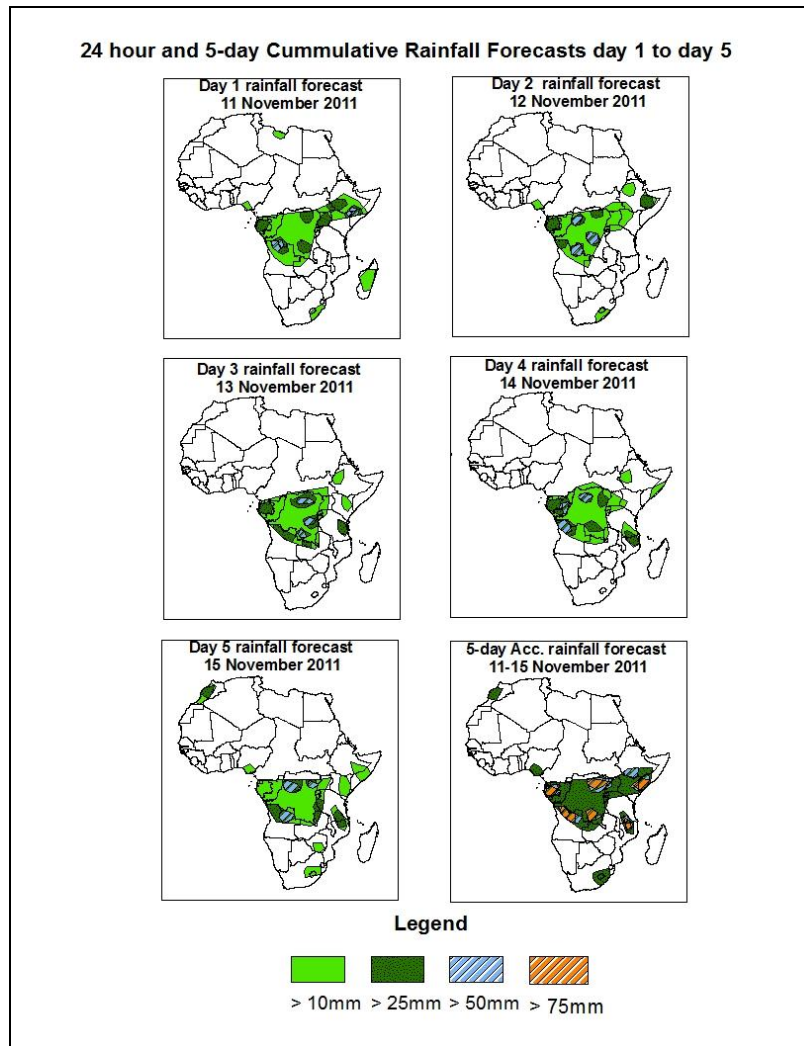 24 hour and 5-day Cummulative Rainfall Forecasts day 1 to day 5
Day 1 rainfall forecast
11 November 2011
Day 2 rainfall forecast
12 November 2011
Day 3 rainfall forecast
13 November 2011
Day 4 rainfall forecast
14 November 2011
Day 5 rainfall forecast
15 November 2011
5-day Acc. rainfall forecast
11-15 November 2011
Legend
> 10mm > 25mm > 50mm > 75mm